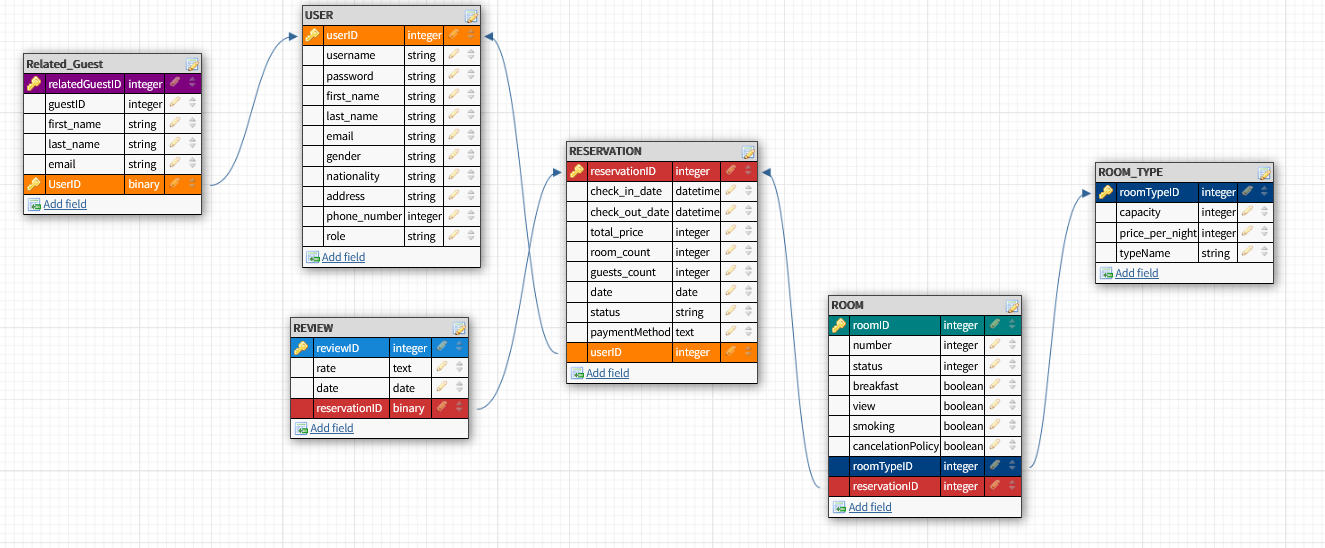 USER
userID integer
username string
password string
first_name string
last_name string
email string
gender string
nationality string
address string
phone_number integer
role string
Add field
Related_Guest
relatedGuestID integer
guestID integer
first_name string
last_name string
email string
UserID binary
Add field
RESERVATION
reservationID integer
check_in_date datetime
check_out_date datetime
total_price integer
room_count integer
guests_count integer
date date
status string
paymentMethod text
userID integer
Add field
ROOM_TYPE
roomTypeID integer
capacity integer
price_per_night integer
typeName string
Add field
REVIEW
reviewID integer
rate text
date date
reservationID binary
Add field
ROOM
roomID integer
number integer
status integer
breakfast boolean
view boolean
smoking boolean
cancelationPolicy boolean
roomTypeID integer
reservationID integer
Add field